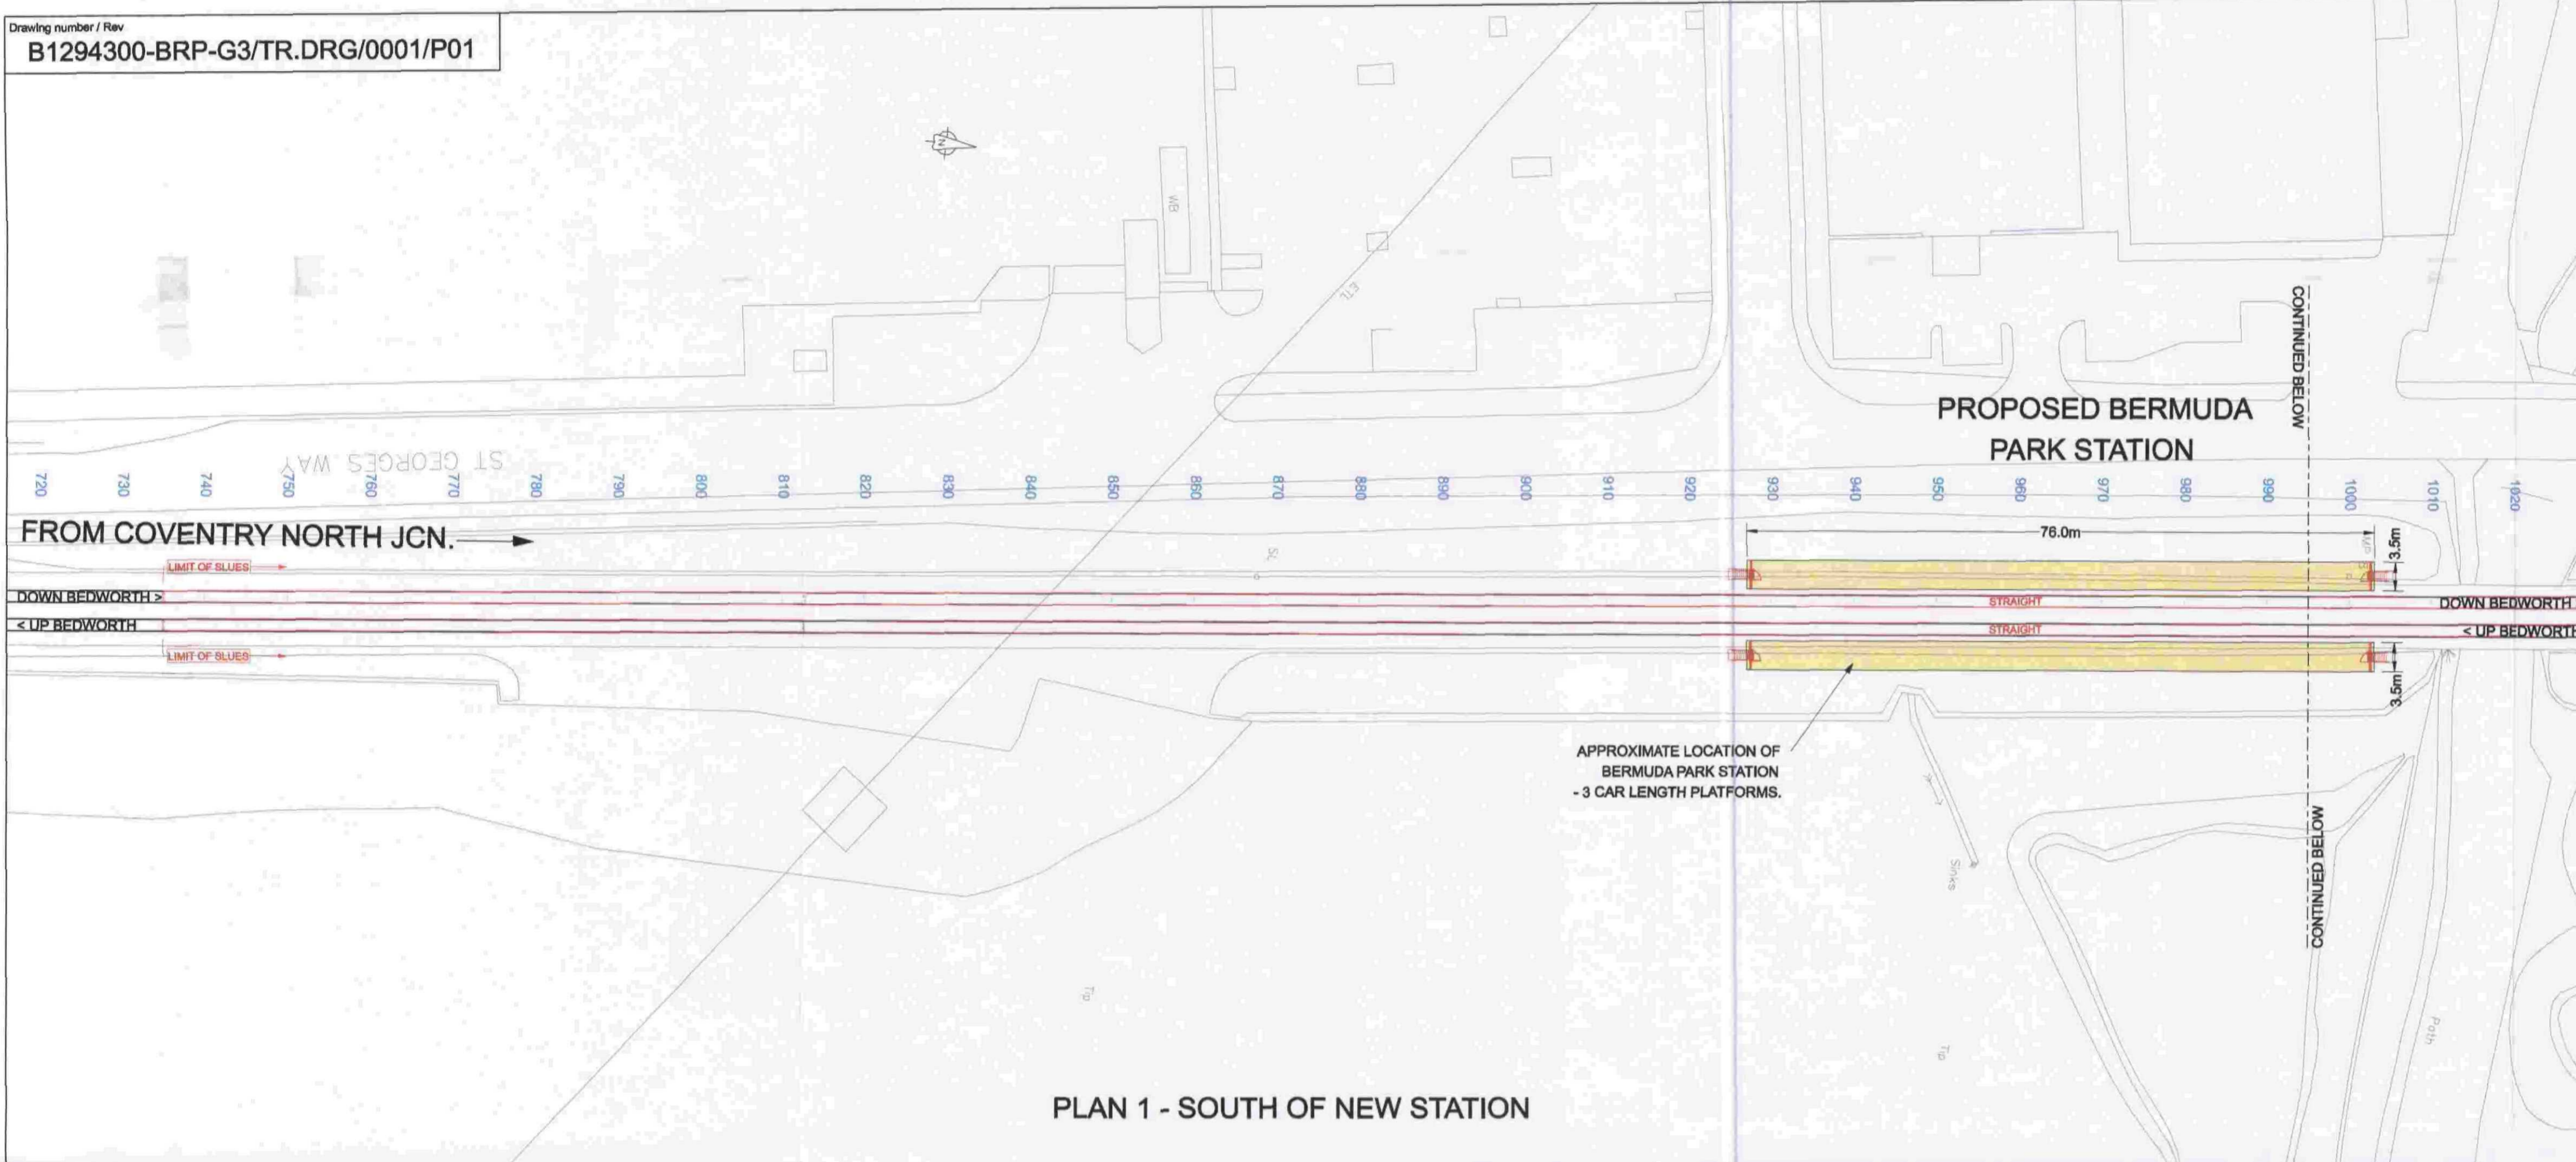 Drawing number / Rev
B1294300-BRP-G3/TR.DRG/0001/P01
N
WB
ETL
CONTINUED BELOW
PROPOSED BERMUDA
PARK STATION
ST GEORGES WAY
720 730 740 750 760 770 780 790 800 810 820 830 840 850 860 870 880 890 900 910 920 930 940 950 960 970 980 990 1000 1010 1020
FROM COVENTRY NORTH JCN.
76.0m
3.5m
SL
MP
LIMIT OF SLUES
DOWN BEDWORTH >
STRAIGHT
DOWN BEDWORTH
< UP BEDWORTH
STRAIGHT
< UP BEDWORTH
LIMIT OF SLUES
3.5m
APPROXIMATE LOCATION OF
BERMUDA PARK STATION
- 3 CAR LENGTH PLATFORMS.
Sinks
CONTINUED BELOW
Tip
Tip
Path
PLAN 1 - SOUTH OF NEW STATION